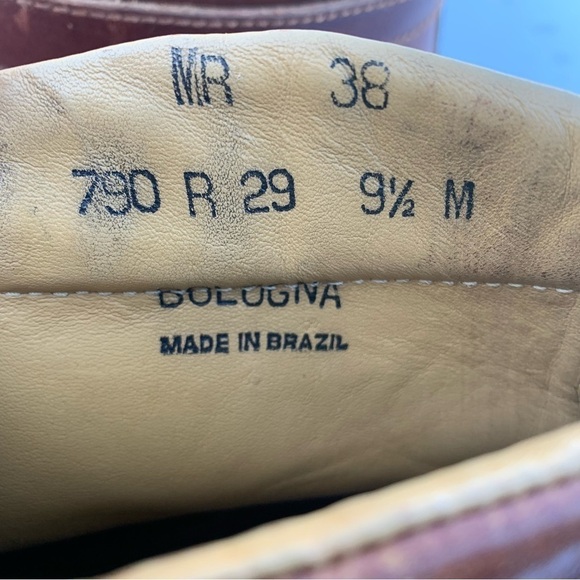 MR 38
790 R 29 9½ M
BOLOGNA
MADE IN BRAZIL